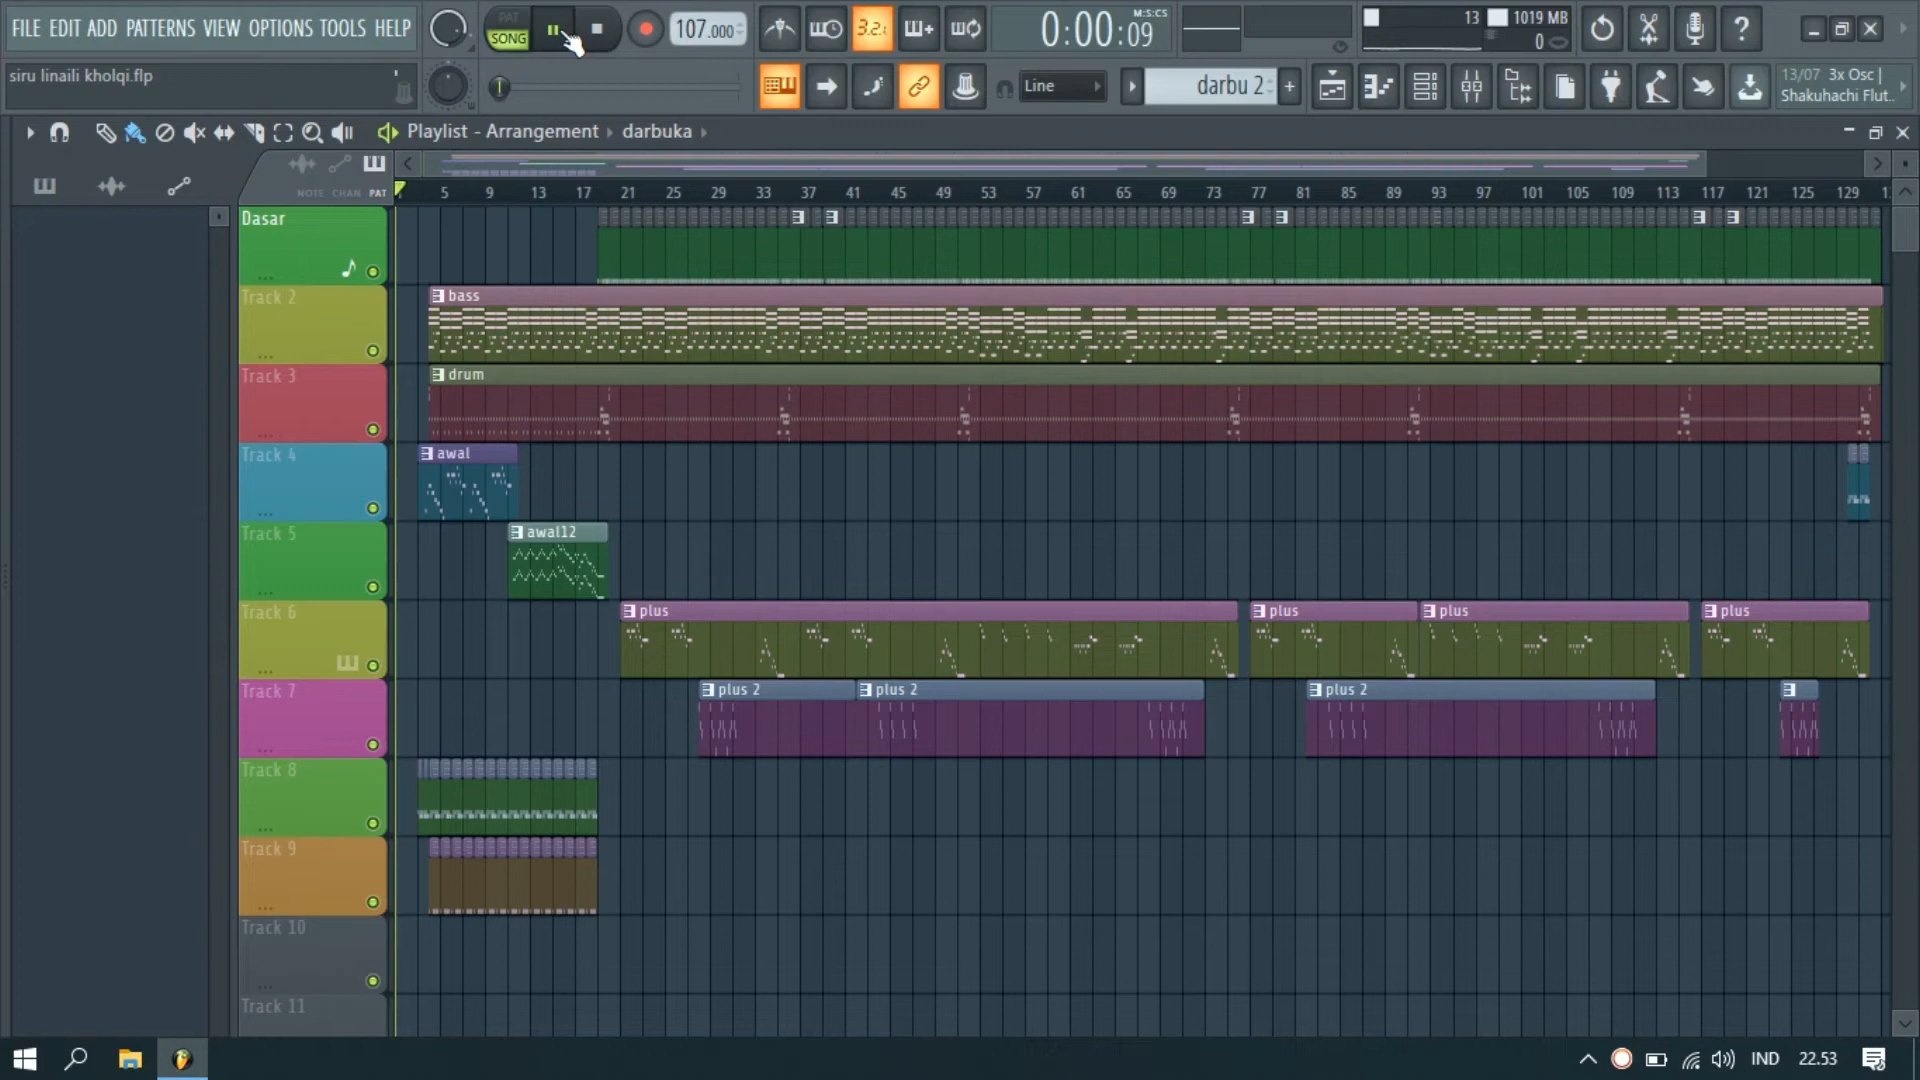 FILE EDIT ADD PATTERNS VIEW OPTIONS TOOLS HELP
PAT
SONG
107.000
3.2
0:00:09
M:S:CS
13
1019 MB
0
siru linaili kholqi.flp
Line
darbu 2
13/07 3x Osc |
Shakuhachi Flut..
Playlist - Arrangement ▸ darbuka ▸
NOTE CHAN PAT
5 9 13 17 21 25 29 33 37 41 45 49 53 57 61 65 69 73 77 81 85 89 93 97 101 105 109 113 117 121 125 129
Dasar
Track 2
bass
Track 3
drum
Track 4
awal
Track 5
awal12
Track 6
plus
plus
plus
plus
Track 7
plus 2
plus 2
plus 2
Track 8
Track 9
Track 10
Track 11
IND
22.53